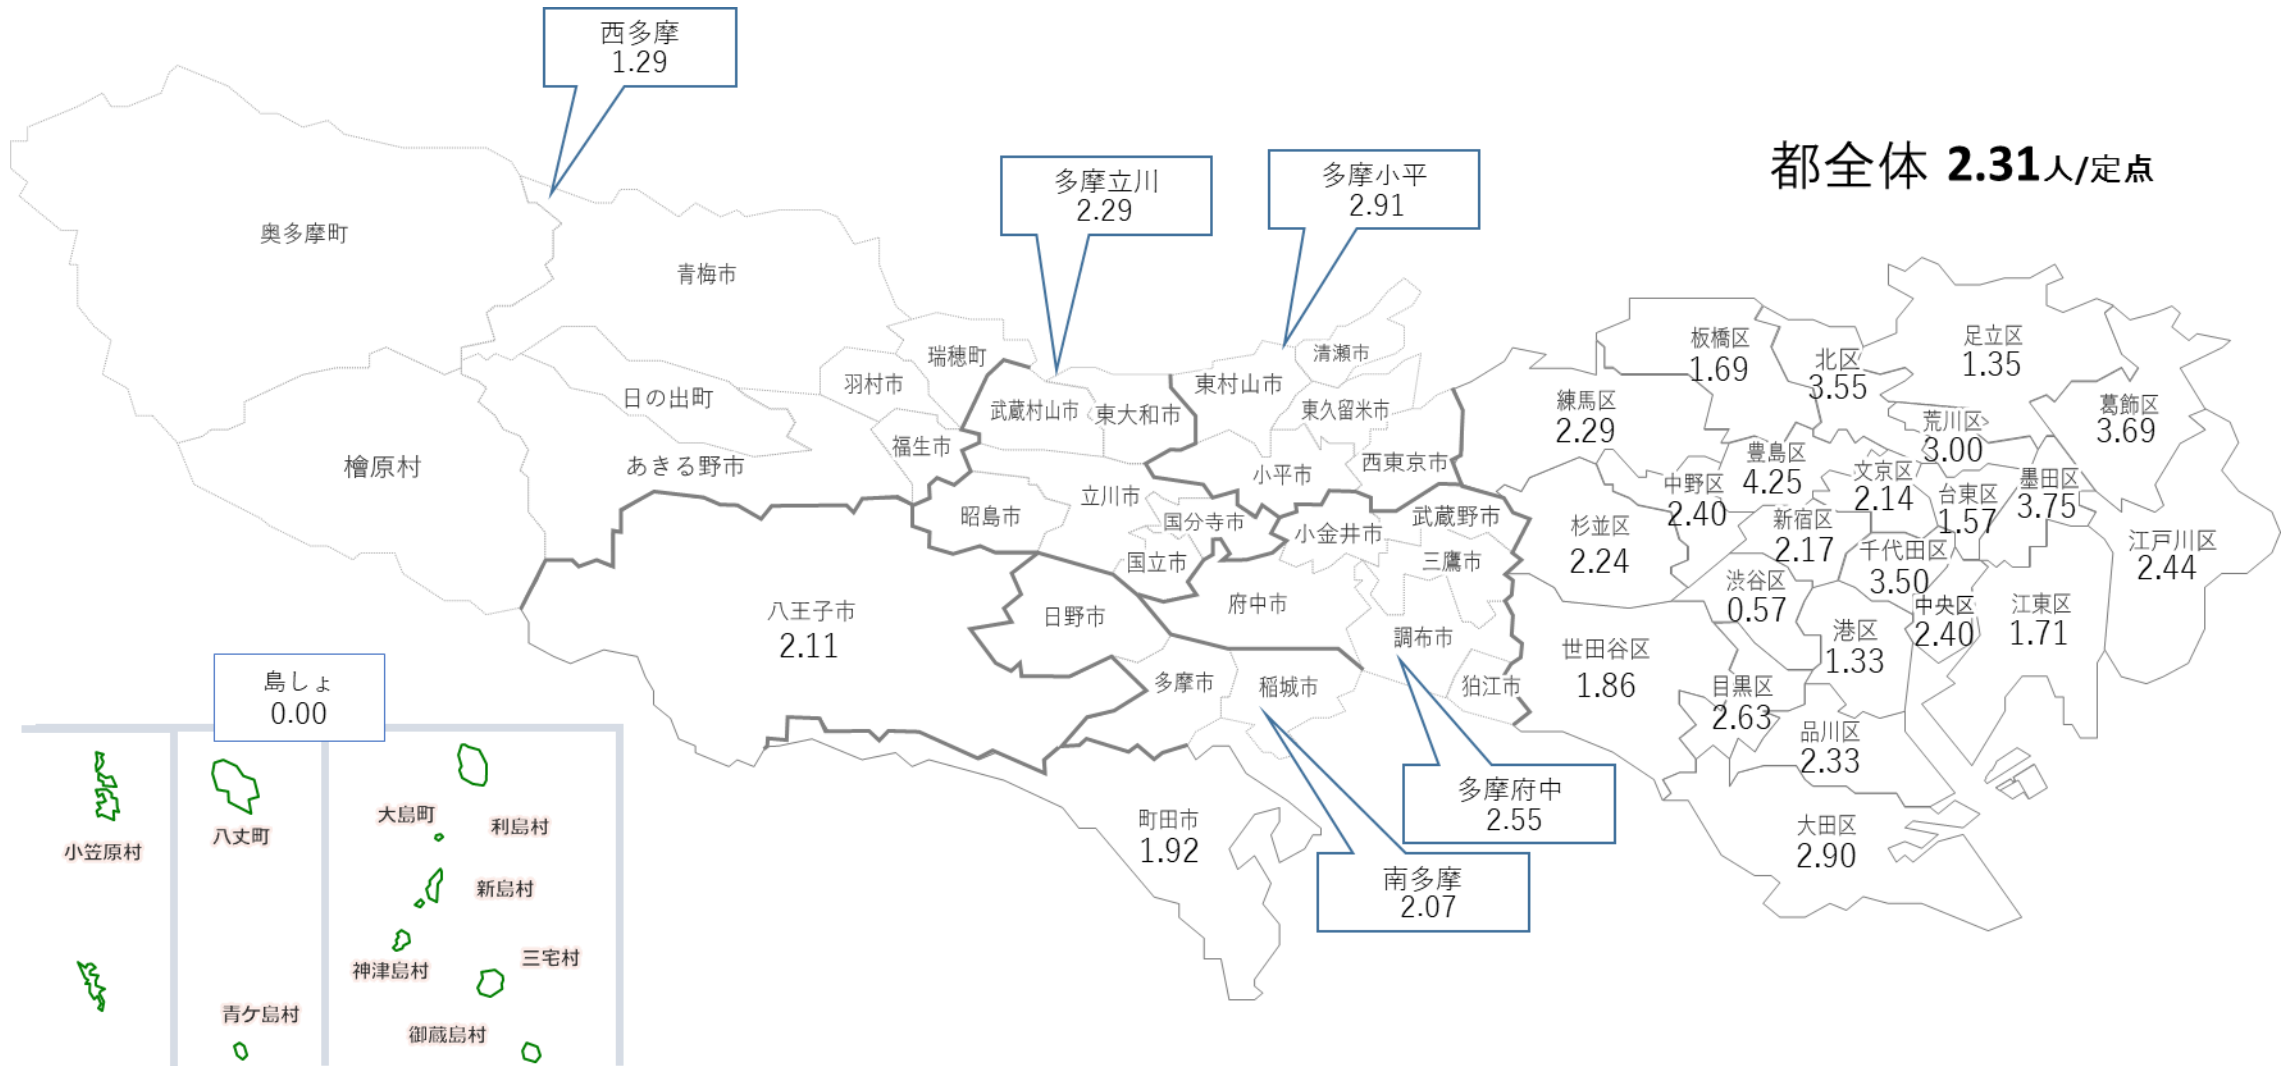 西多摩
1.29
多摩立川
2.29
多摩小平
2.91
都全体 2.31人/定点
奥多摩町
青梅市
瑞穂町
羽村市
日の出町
福生市
あきる野市
檜原村
武蔵村山市
東大和市
東村山市
清瀬市
東久留米市
小平市
西東京市
立川市
昭島市
国分寺市
国立市
小金井市
武蔵野市
三鷹市
府中市
調布市
狛江市
八王子市
2.11
日野市
多摩市
稲城市
町田市
1.92
多摩府中
2.55
南多摩
2.07
板橋区
1.69
北区
3.55
足立区
1.35
練馬区
2.29
荒川区
3.00
葛飾区
3.69
豊島区
4.25
文京区
2.14
中野区
2.40
台東区
1.57
墨田区
3.75
杉並区
2.24
新宿区
2.17
千代田区
3.50
江戸川区
2.44
渋谷区
0.57
中央区
2.40
江東区
1.71
港区
1.33
世田谷区
1.86
目黒区
2.63
品川区
2.33
大田区
2.90
島しょ
0.00
小笠原村
八丈町
青ケ島村
大島町
利島村
新島村
神津島村
三宅村
御蔵島村